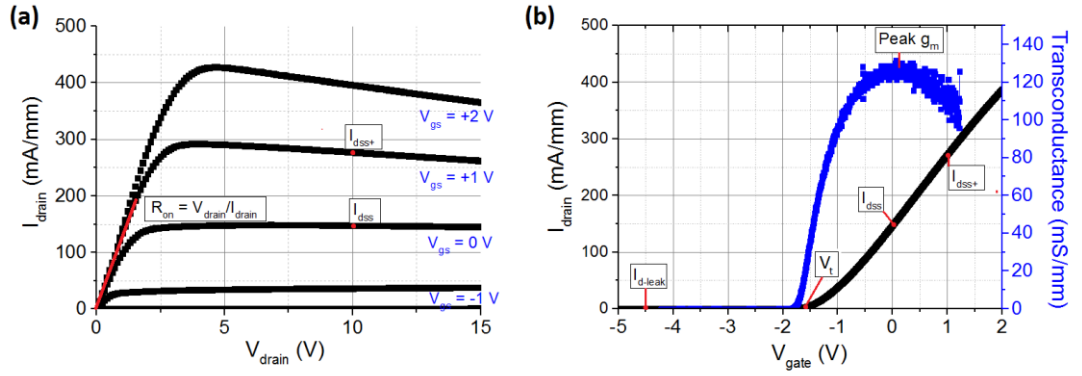 (a)
500
400
300
200
100
0
I_drain (mA/mm)
0
5
10
15
V_drain (V)
V_gs = +2 V
I_dss+
V_gs = +1 V
R_on = V_drain/I_drain
I_dss
V_gs = 0 V
V_gs = -1 V
(b)
500
400
300
200
100
0
I_drain (mA/mm)
-5
-4
-3
-2
-1
0
1
2
V_gate (V)
140
120
100
80
60
40
20
0
Transconductance (mS/mm)
Peak g_m
I_dss
I_dss+
V_t
I_d-leak